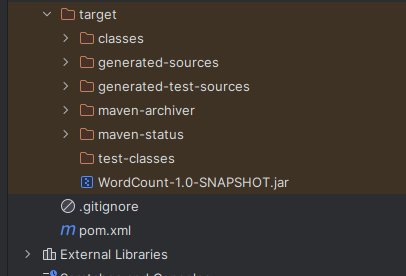 target
classes
generated-sources
generated-test-sources
maven-archiver
maven-status
test-classes
WordCount-1.0-SNAPSHOT.jar
.gitignore
pom.xml
External Libraries